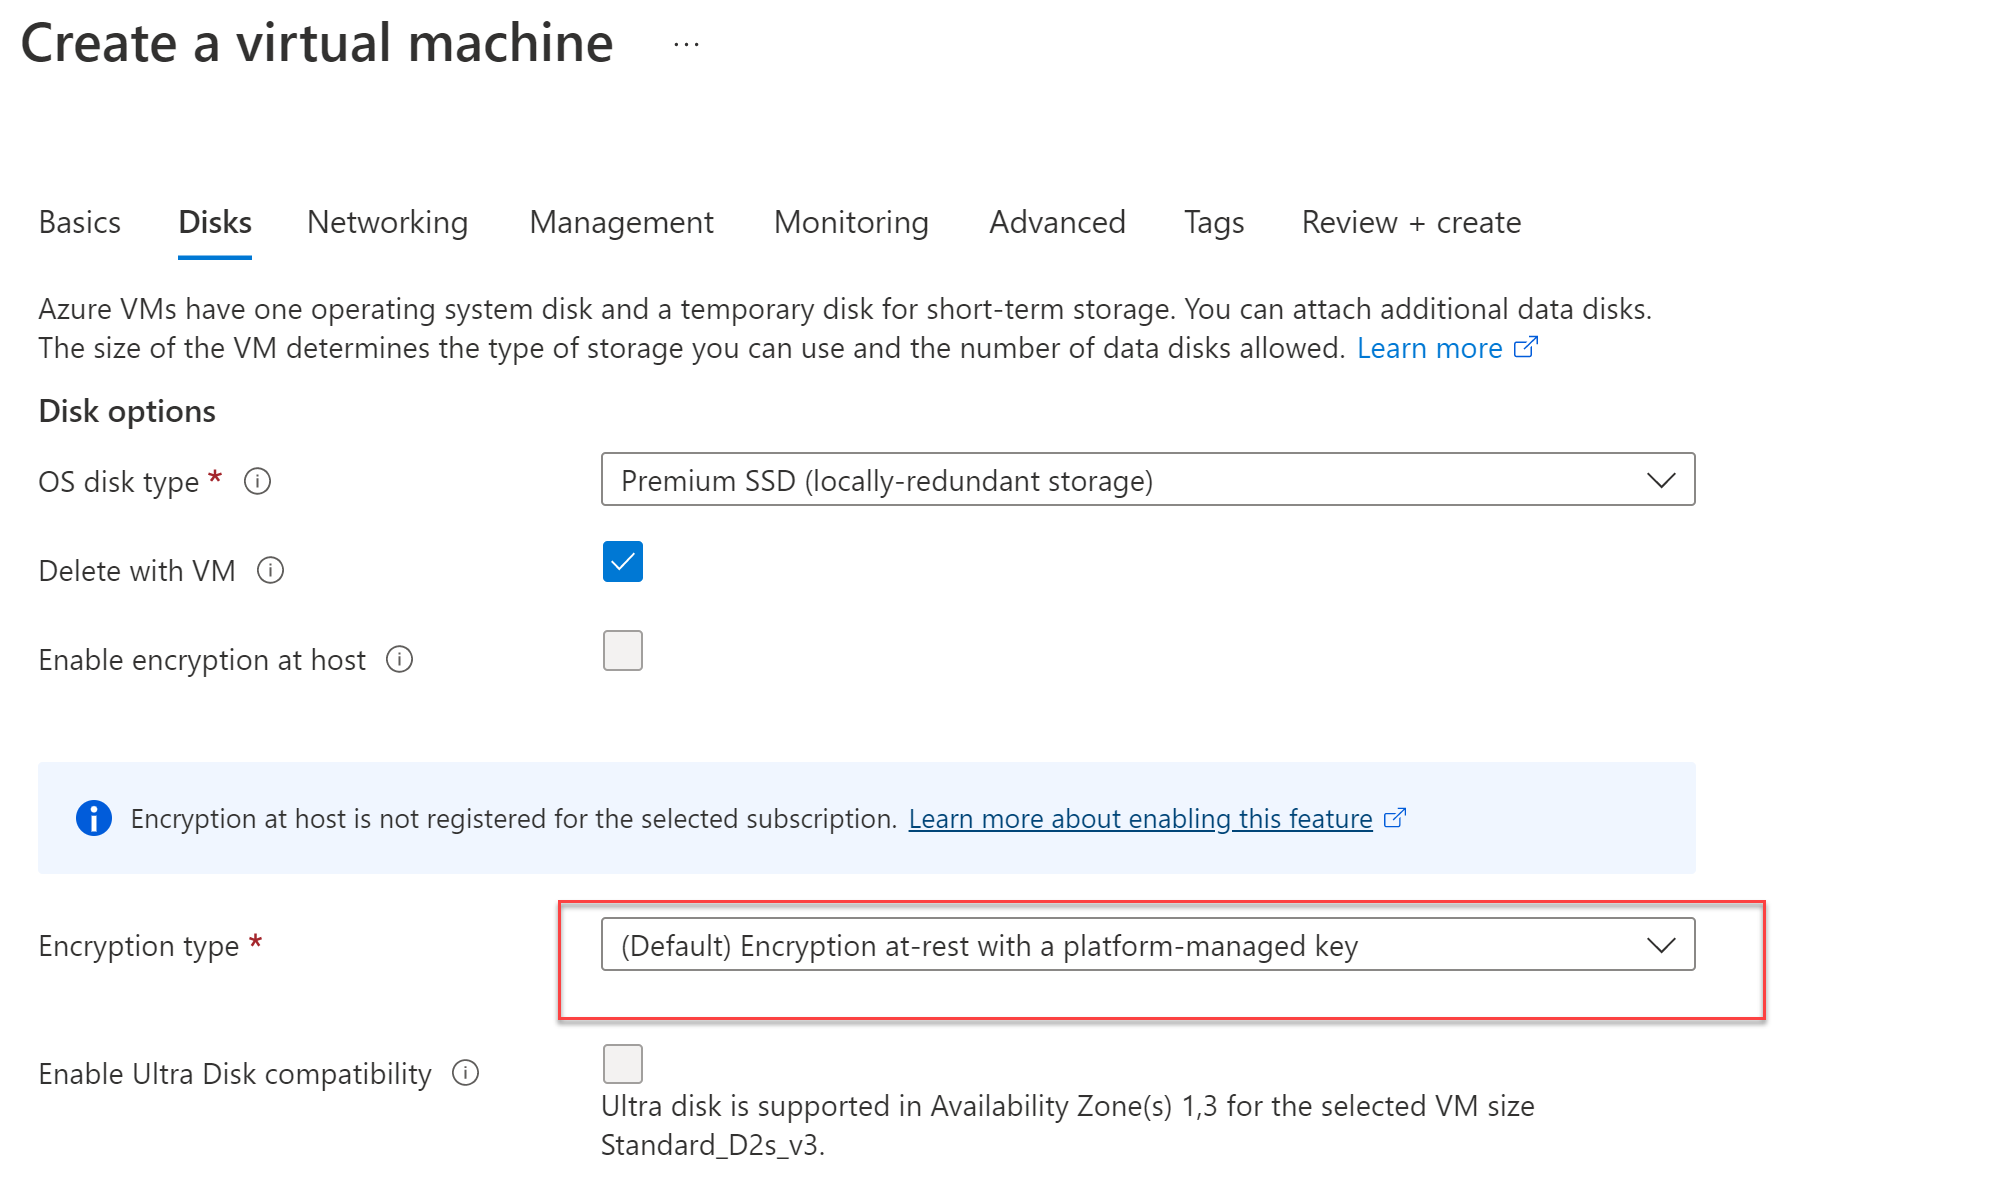 Create a virtual machine ...
Basics Disks Networking Management Monitoring Advanced Tags Review + create
Azure VMs have one operating system disk and a temporary disk for short-term storage. You can attach additional data disks.
The size of the VM determines the type of storage you can use and the number of data disks allowed. Learn more
Disk options
OS disk type * Premium SSD (locally-redundant storage)
Delete with VM
Enable encryption at host
Encryption at host is not registered for the selected subscription. Learn more about enabling this feature
Encryption type * (Default) Encryption at-rest with a platform-managed key
Enable Ultra Disk compatibility
Ultra disk is supported in Availability Zone(s) 1,3 for the selected VM size
Standard_D2s_v3.